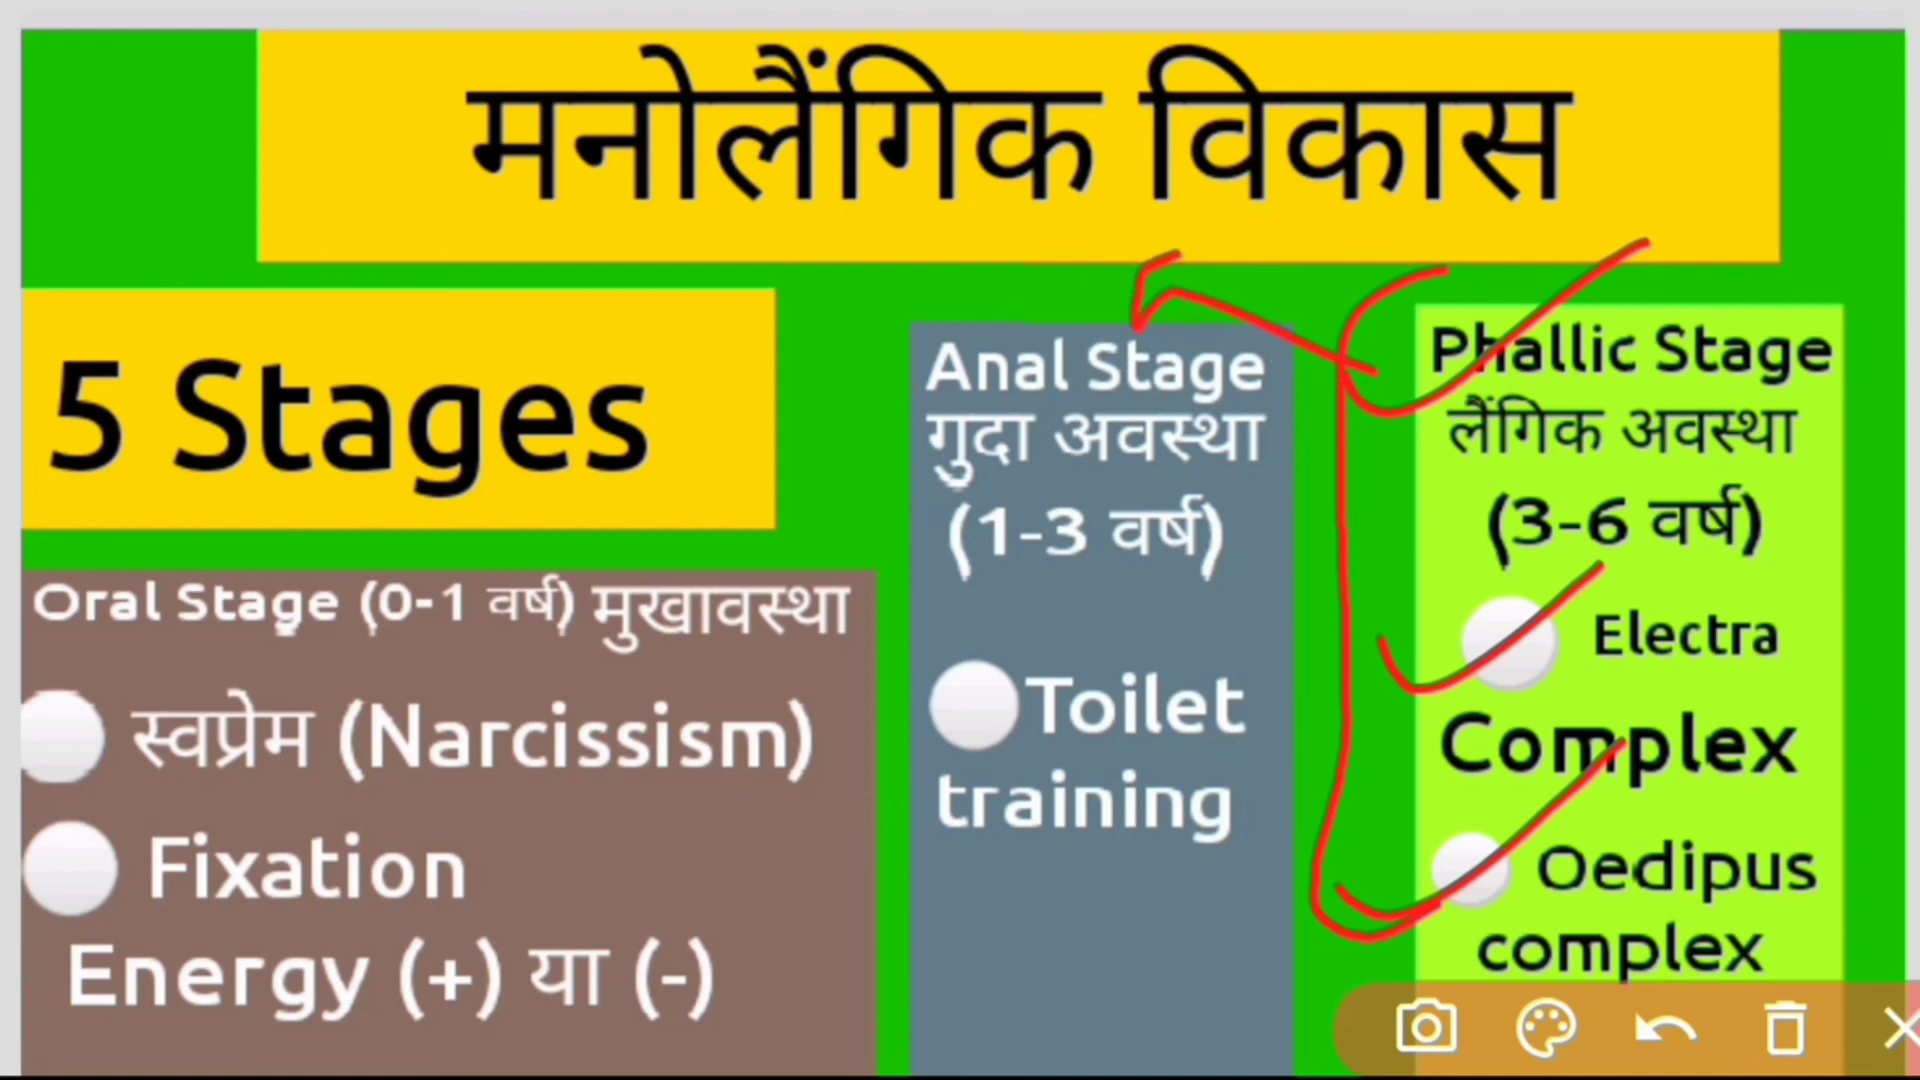 मनोलैंगिक विकास
5 Stages
Oral Stage (0-1 वर्ष) मुखावस्था
स्वप्रेम (Narcissism)
Fixation
Energy (+) या (-)
Anal Stage
गुदा अवस्था
(1-3 वर्ष)
Toilet
training
Phallic Stage
लैंगिक अवस्था
(3-6 वर्ष)
Electra
Complex
Oedipus
complex